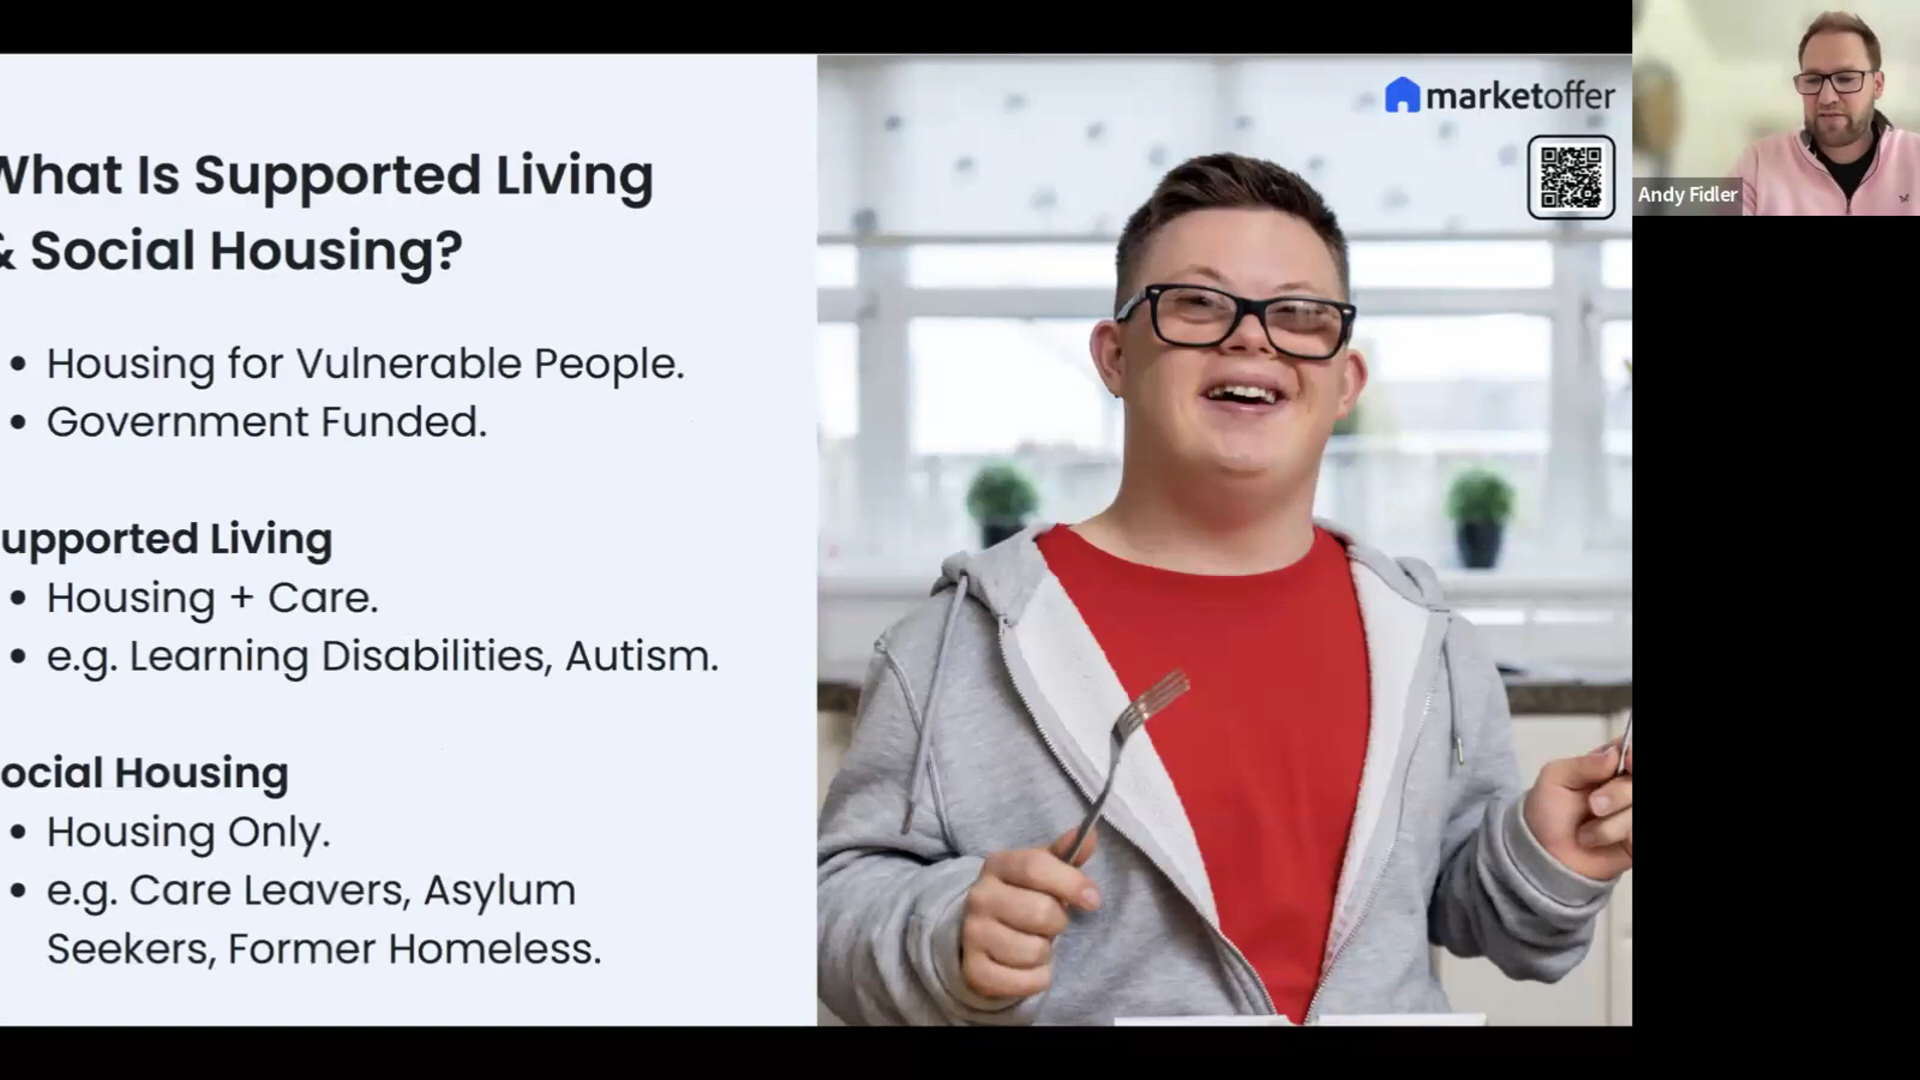 What Is Supported Living
& Social Housing?
• Housing for Vulnerable People.
• Government Funded.
upported Living
• Housing + Care.
• e.g. Learning Disabilities, Autism.
ocial Housing
• Housing Only.
• e.g. Care Leavers, Asylum
Seekers, Former Homeless.
marketoffer
Andy Fidler